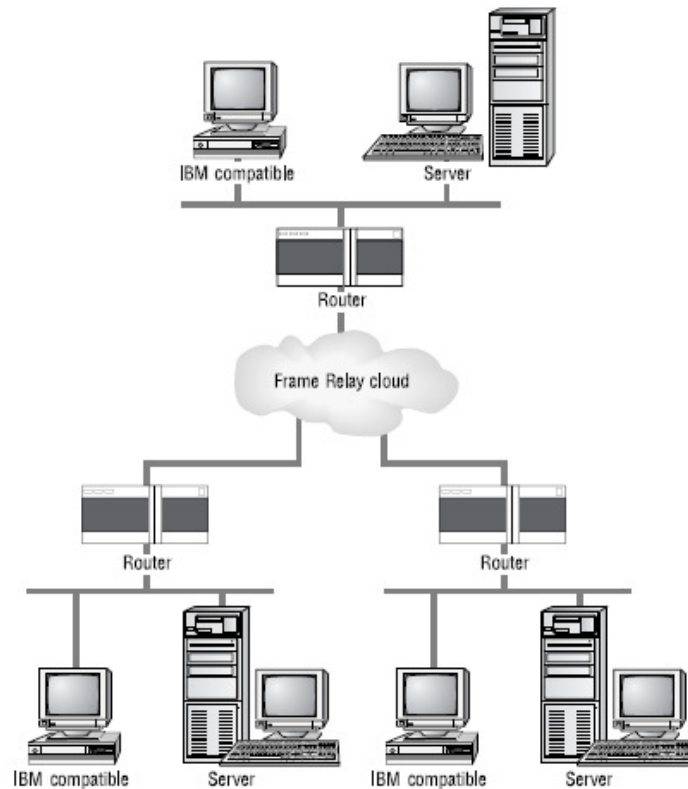 IBM compatible
Server
Router
Frame Relay cloud
Router
Router
IBM compatible
Server
IBM compatible
Server